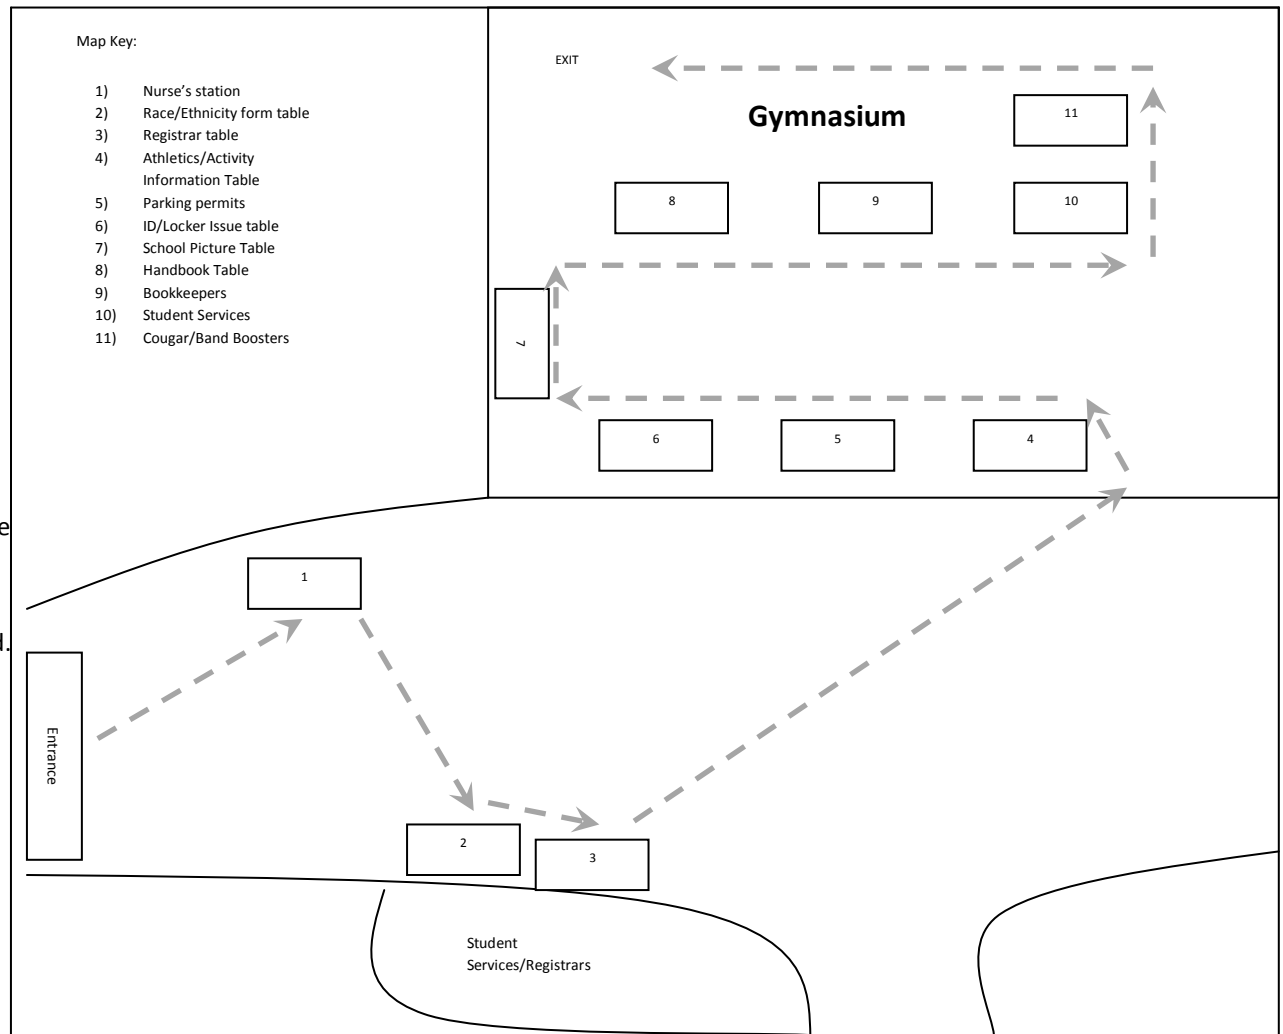 Map Key:
1) Nurse's station
2) Race/Ethnicity form table
3) Registrar table
4) Athletics/Activity
Information Table
5) Parking permits
6) ID/Locker Issue table
7) School Picture Table
8) Handbook Table
9) Bookkeepers
10) Student Services
11) Cougar/Band Boosters
EXIT
Gymnasium
11
8
9
10
7
6
5
4
e
1
d.
Entrance
2
3
Student
Services/Registrars